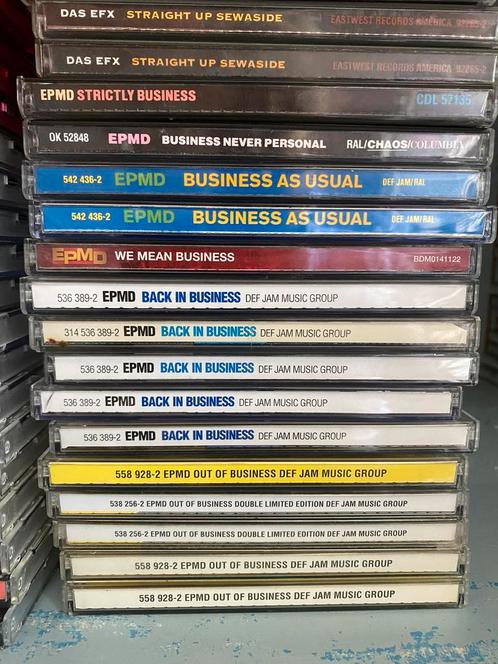 DAS EFX STRAIGHT UP SEWASIDE EASTWEST RECORDS AMERICA 92265-2
DAS EFX STRAIGHT UP SEWASIDE EASTWEST RECORDS AMERICA 92265-2
EPMD STRICTLY BUSINESS CDL 57135
OK 52848 EPMD BUSINESS NEVER PERSONAL RAL/CHAOS/COLUMBIA
542 436-2 EPMD BUSINESS AS USUAL DEF JAM/RAL
542 436-2 EPMD BUSINESS AS USUAL DEF JAM/RAL
EPMD WE MEAN BUSINESS BDM0141122
536 389-2 EPMD BACK IN BUSINESS DEF JAM MUSIC GROUP
314 536 389-2 EPMD BACK IN BUSINESS DEF JAM MUSIC GROUP
536 389-2 EPMD BACK IN BUSINESS DEF JAM MUSIC GROUP
536 389-2 EPMD BACK IN BUSINESS DEF JAM MUSIC GROUP
536 389-2 EPMD BACK IN BUSINESS DEF JAM MUSIC GROUP
558 928-2 EPMD OUT OF BUSINESS DEF JAM MUSIC GROUP
538 256-2 EPMD OUT OF BUSINESS DOUBLE LIMITED EDITION DEF JAM MUSIC GROUP
538 256-2 EPMD OUT OF BUSINESS DOUBLE LIMITED EDITION DEF JAM MUSIC GROUP
558 928-2 EPMD OUT OF BUSINESS DEF JAM MUSIC GROUP
558 928-2 EPMD OUT OF BUSINESS DEF JAM MUSIC GROUP